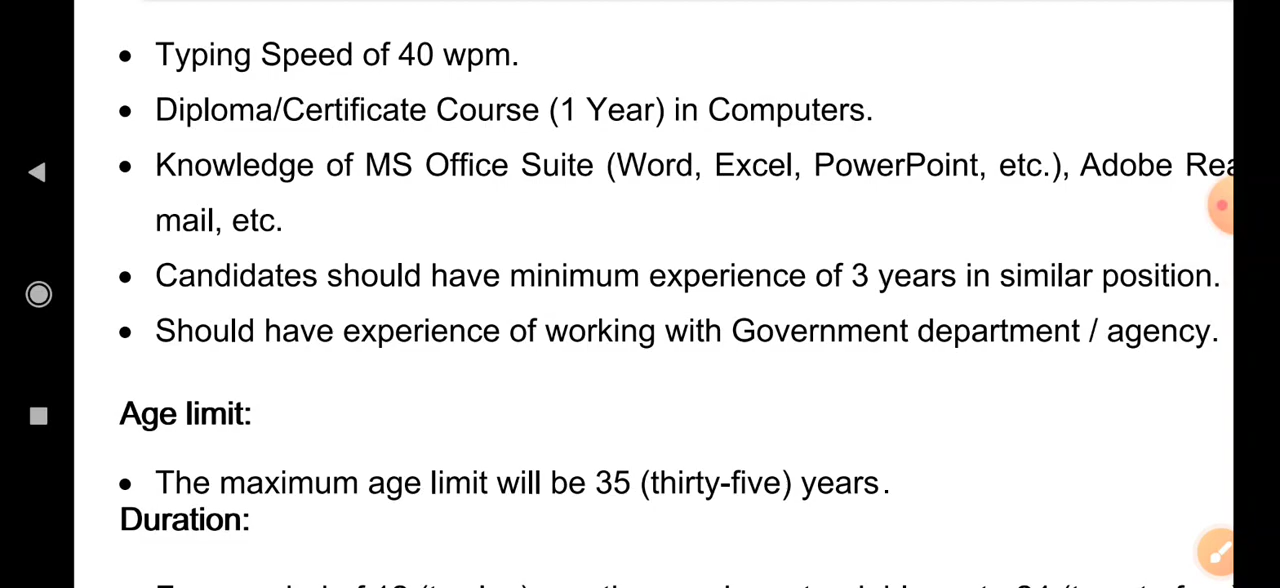 • Typing Speed of 40 wpm.
• Diploma/Certificate Course (1 Year) in Computers.
• Knowledge of MS Office Suite (Word, Excel, PowerPoint, etc.), Adobe
mail, etc.
• Candidates should have minimum experience of 3 years in similar position.
• Should have experience of working with Government department / agency.
Age limit:
• The maximum age limit will be 35 (thirty-five) years.
Duration: